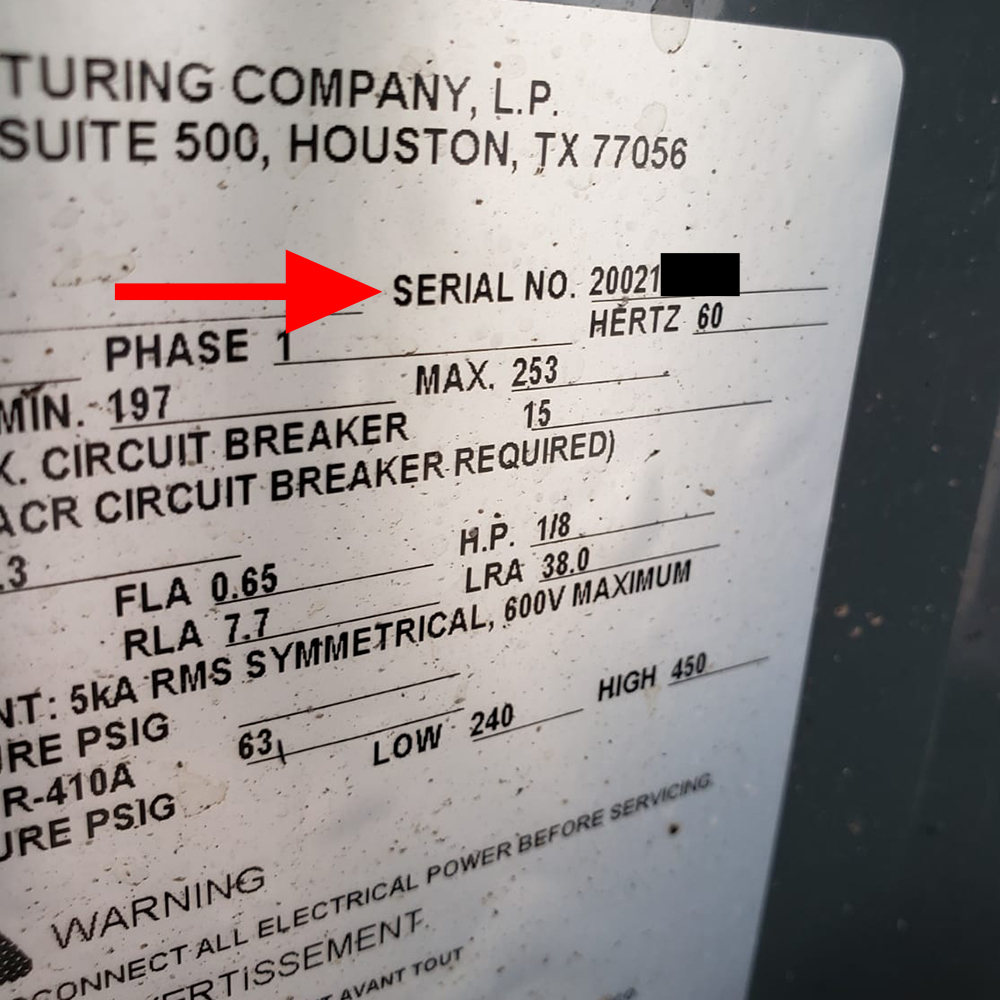 TURING COMPANY, L.P.
SUITE 500, HOUSTON, TX 77056
SERIAL NO. 20021
HERTZ 60
PHASE 1
MIN. 197 MAX. 253
X. CIRCUIT BREAKER 15
ACR CIRCUIT BREAKER REQUIRED)
.3 H.P. 1/8
FLA 0.65 LRA 38.0
RLA 7.7
NT: 5kA RMS SYMMETRICAL, 600V MAXIMUM
URE PSIG HIGH 450
R-410A 63 LOW 240
URE PSIG
WARNING
CONNECT ALL ELECTRICAL POWER BEFORE SERVICING.
ERTISSEMENT
AVANT TOUT